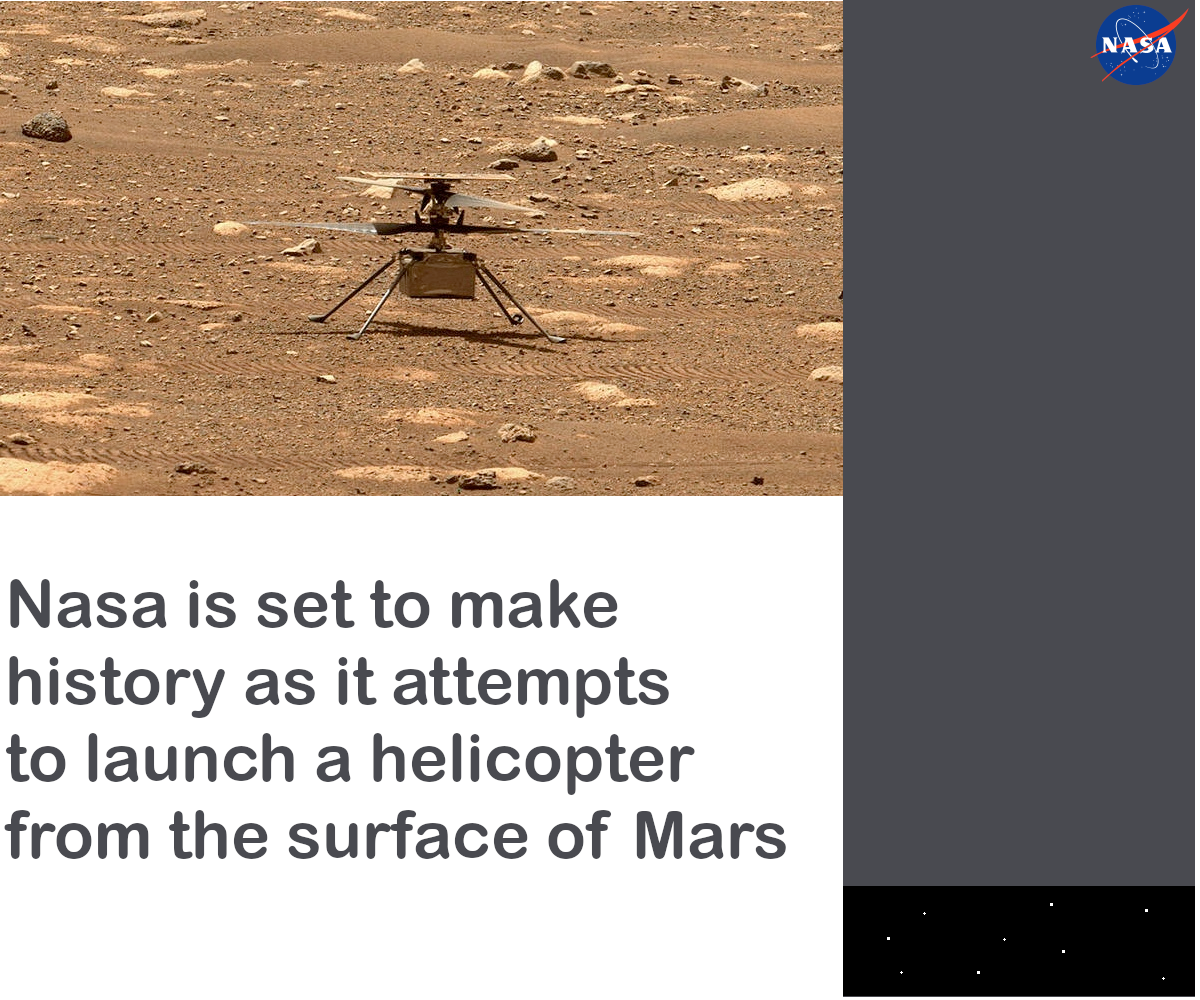 NASA
Nasa is set to make
history as it attempts
to launch a helicopter
from the surface of Mars